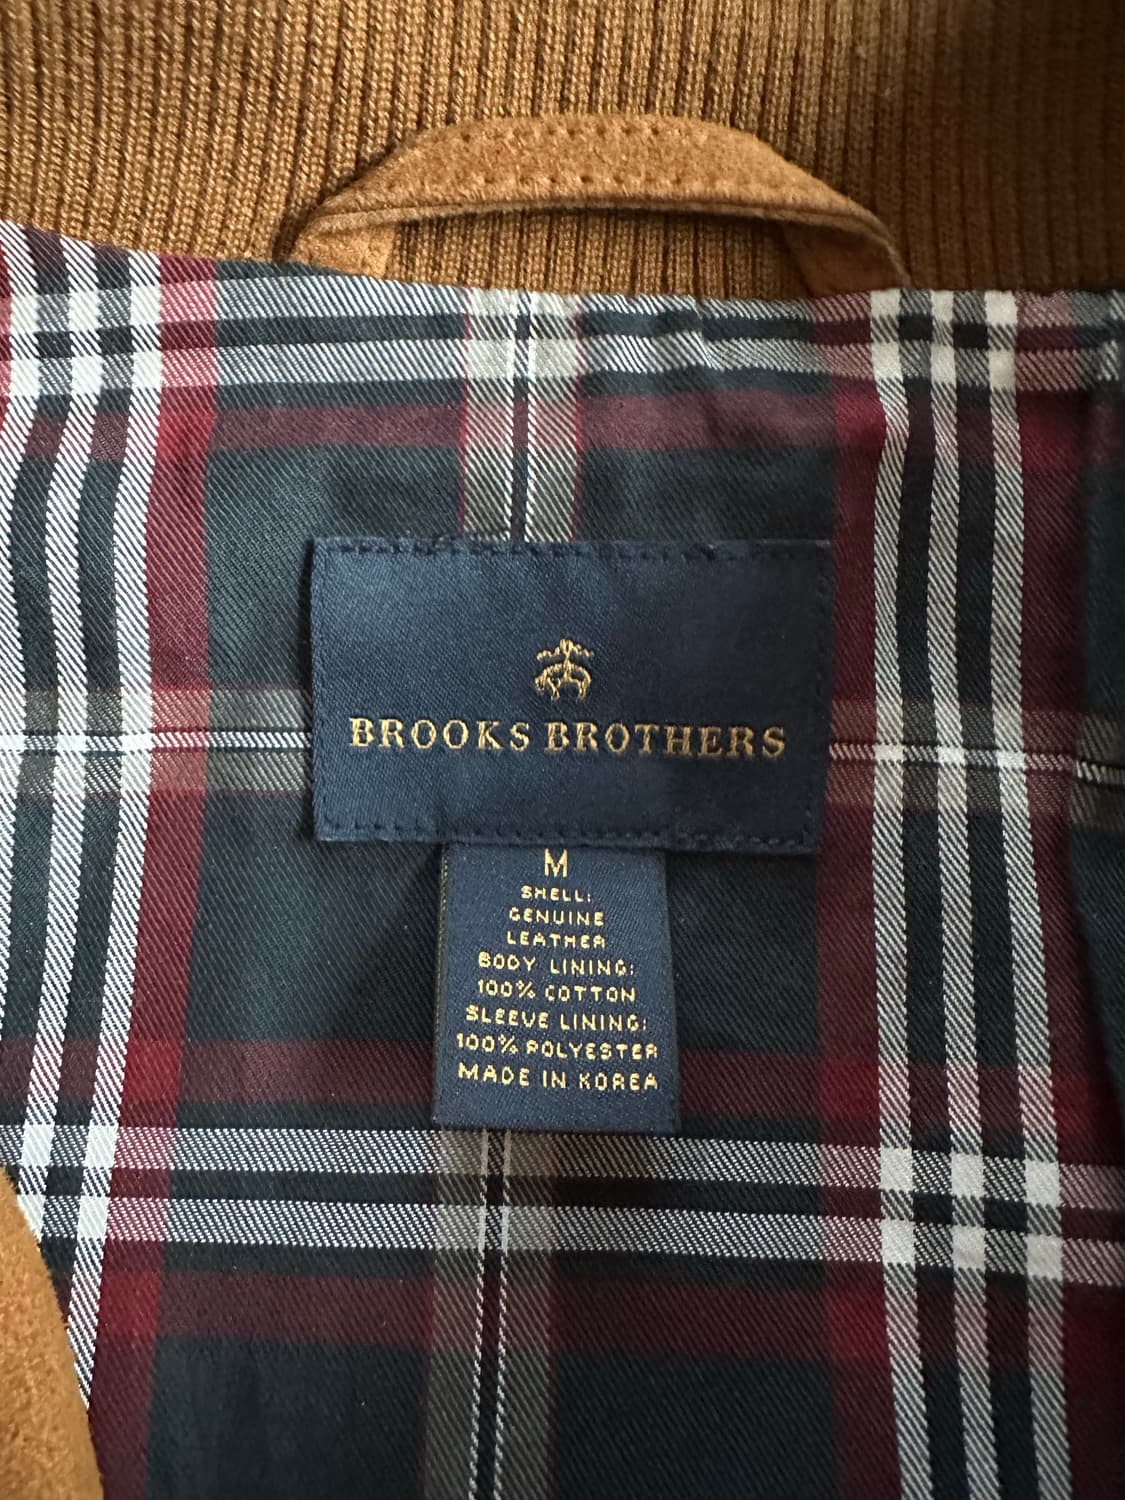 BROOKS BROTHERS
M
SHELL:
GENUINE
LEATHER
BODY LINING:
100% COTTON
SLEEVE LINING:
100% POLYESTER
MADE IN KOREA